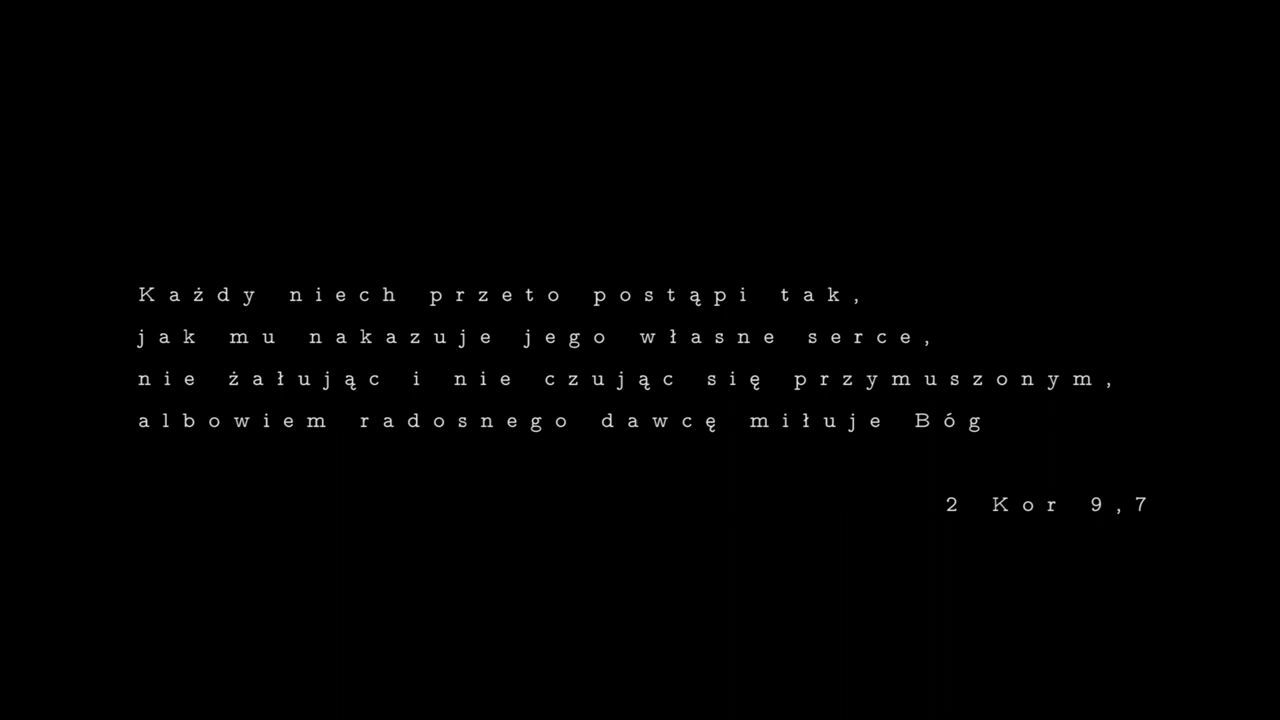 Każdy niech przeto postąpi tak,
jak mu nakazuje jego własne serce,
nie żałując i nie czując się przymuszonym,
albowiem radosnego dawcę miłuje Bóg
2 Kor 9,7